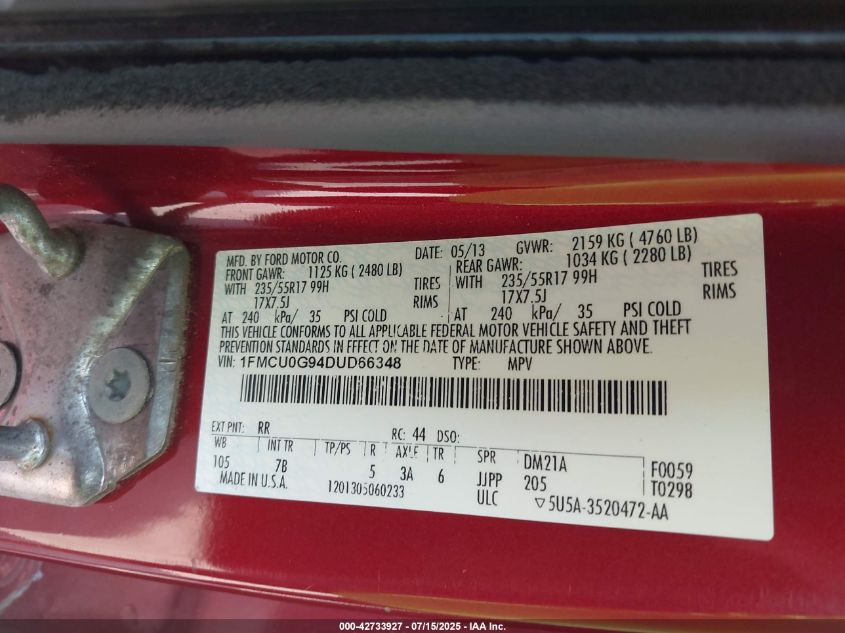 MFD. BY FORD MOTOR CO. DATE: 05/13 GVWR: 2159 KG ( 4760 LB)
FRONT GAWR: 1125 KG ( 2480 LB) REAR GAWR: 1034 KG ( 2280 LB)
WITH 235/55R17 99H TIRES WITH 235/55R17 99H TIRES
17X7.5J RIMS 17X7.5J RIMS
AT 240 kPa/ 35 PSI COLD AT 240 kPa/ 35 PSI COLD
THIS VEHICLE CONFORMS TO ALL APPLICABLE FEDERAL MOTOR VEHICLE SAFETY AND THEFT
PREVENTION STANDARDS IN EFFECT ON THE DATE OF MANUFACTURE SHOWN ABOVE.
VIN: 1FMCU0G94DUD66348 TYPE: MPV
EXT PNT: RR RC: 44 DSO:
WB INT TR TP/PS R AXLE TR SPR DM21A F0059
105 7B 5 3A 6 JJPP 205 T0298
MADE IN U.S.A. 1201305060233 ULC ▽5U5A-3520472-AA
000-42733927 - 07/15/2025 - IAA, Inc.